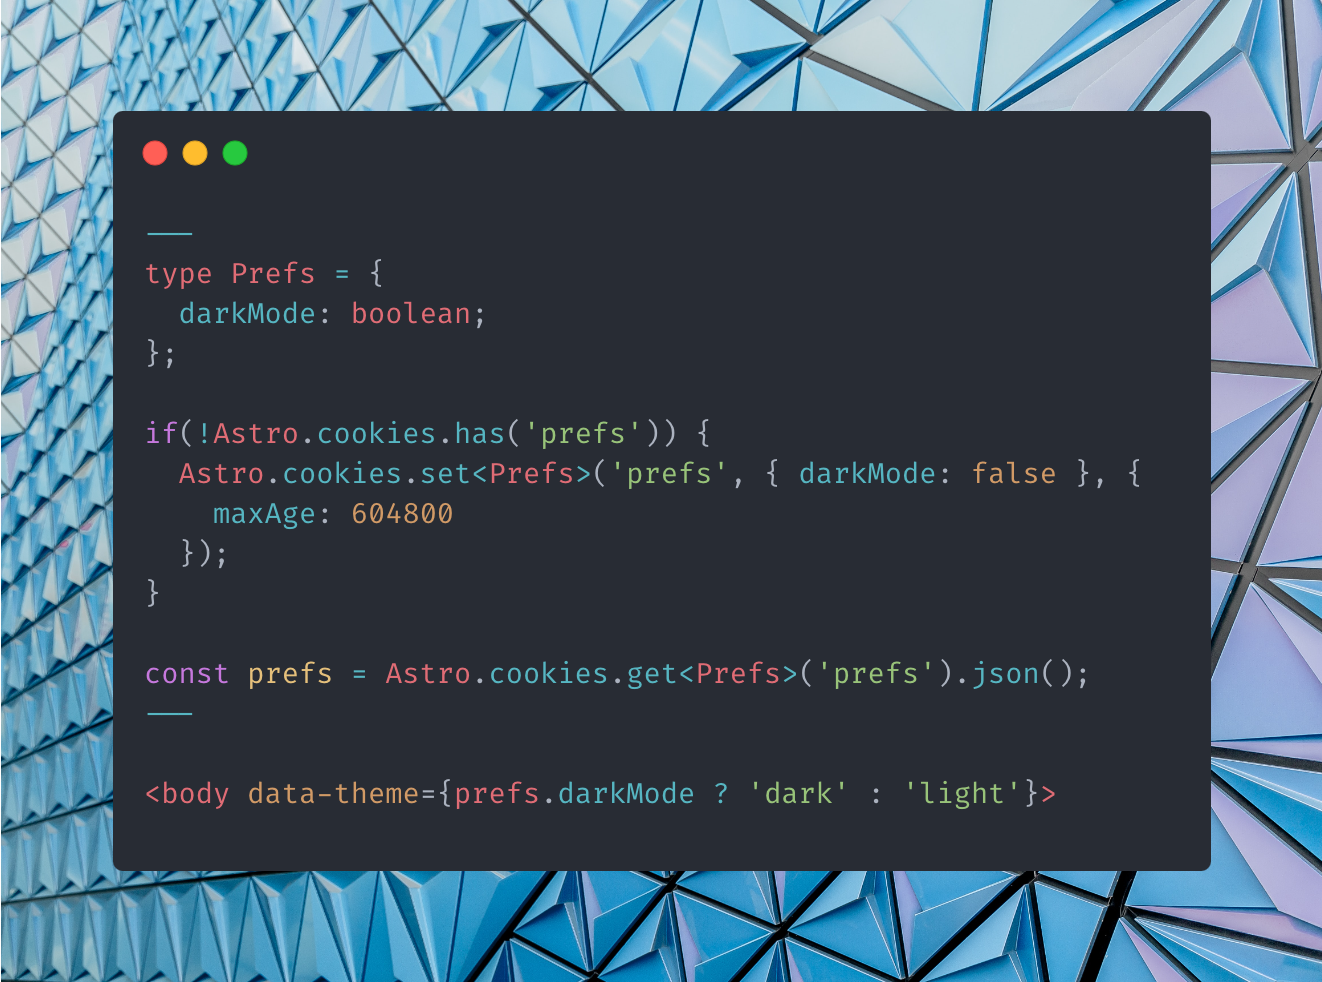 ---
type Prefs = {
  darkMode: boolean;
};
if(!Astro.cookies.has('prefs')) {
  Astro.cookies.set<Prefs>('prefs', { darkMode: false }, {
    maxAge: 604800
  });
}
const prefs = Astro.cookies.get<Prefs>('prefs').json();
---
<body data-theme={prefs.darkMode ? 'dark' : 'light'}>